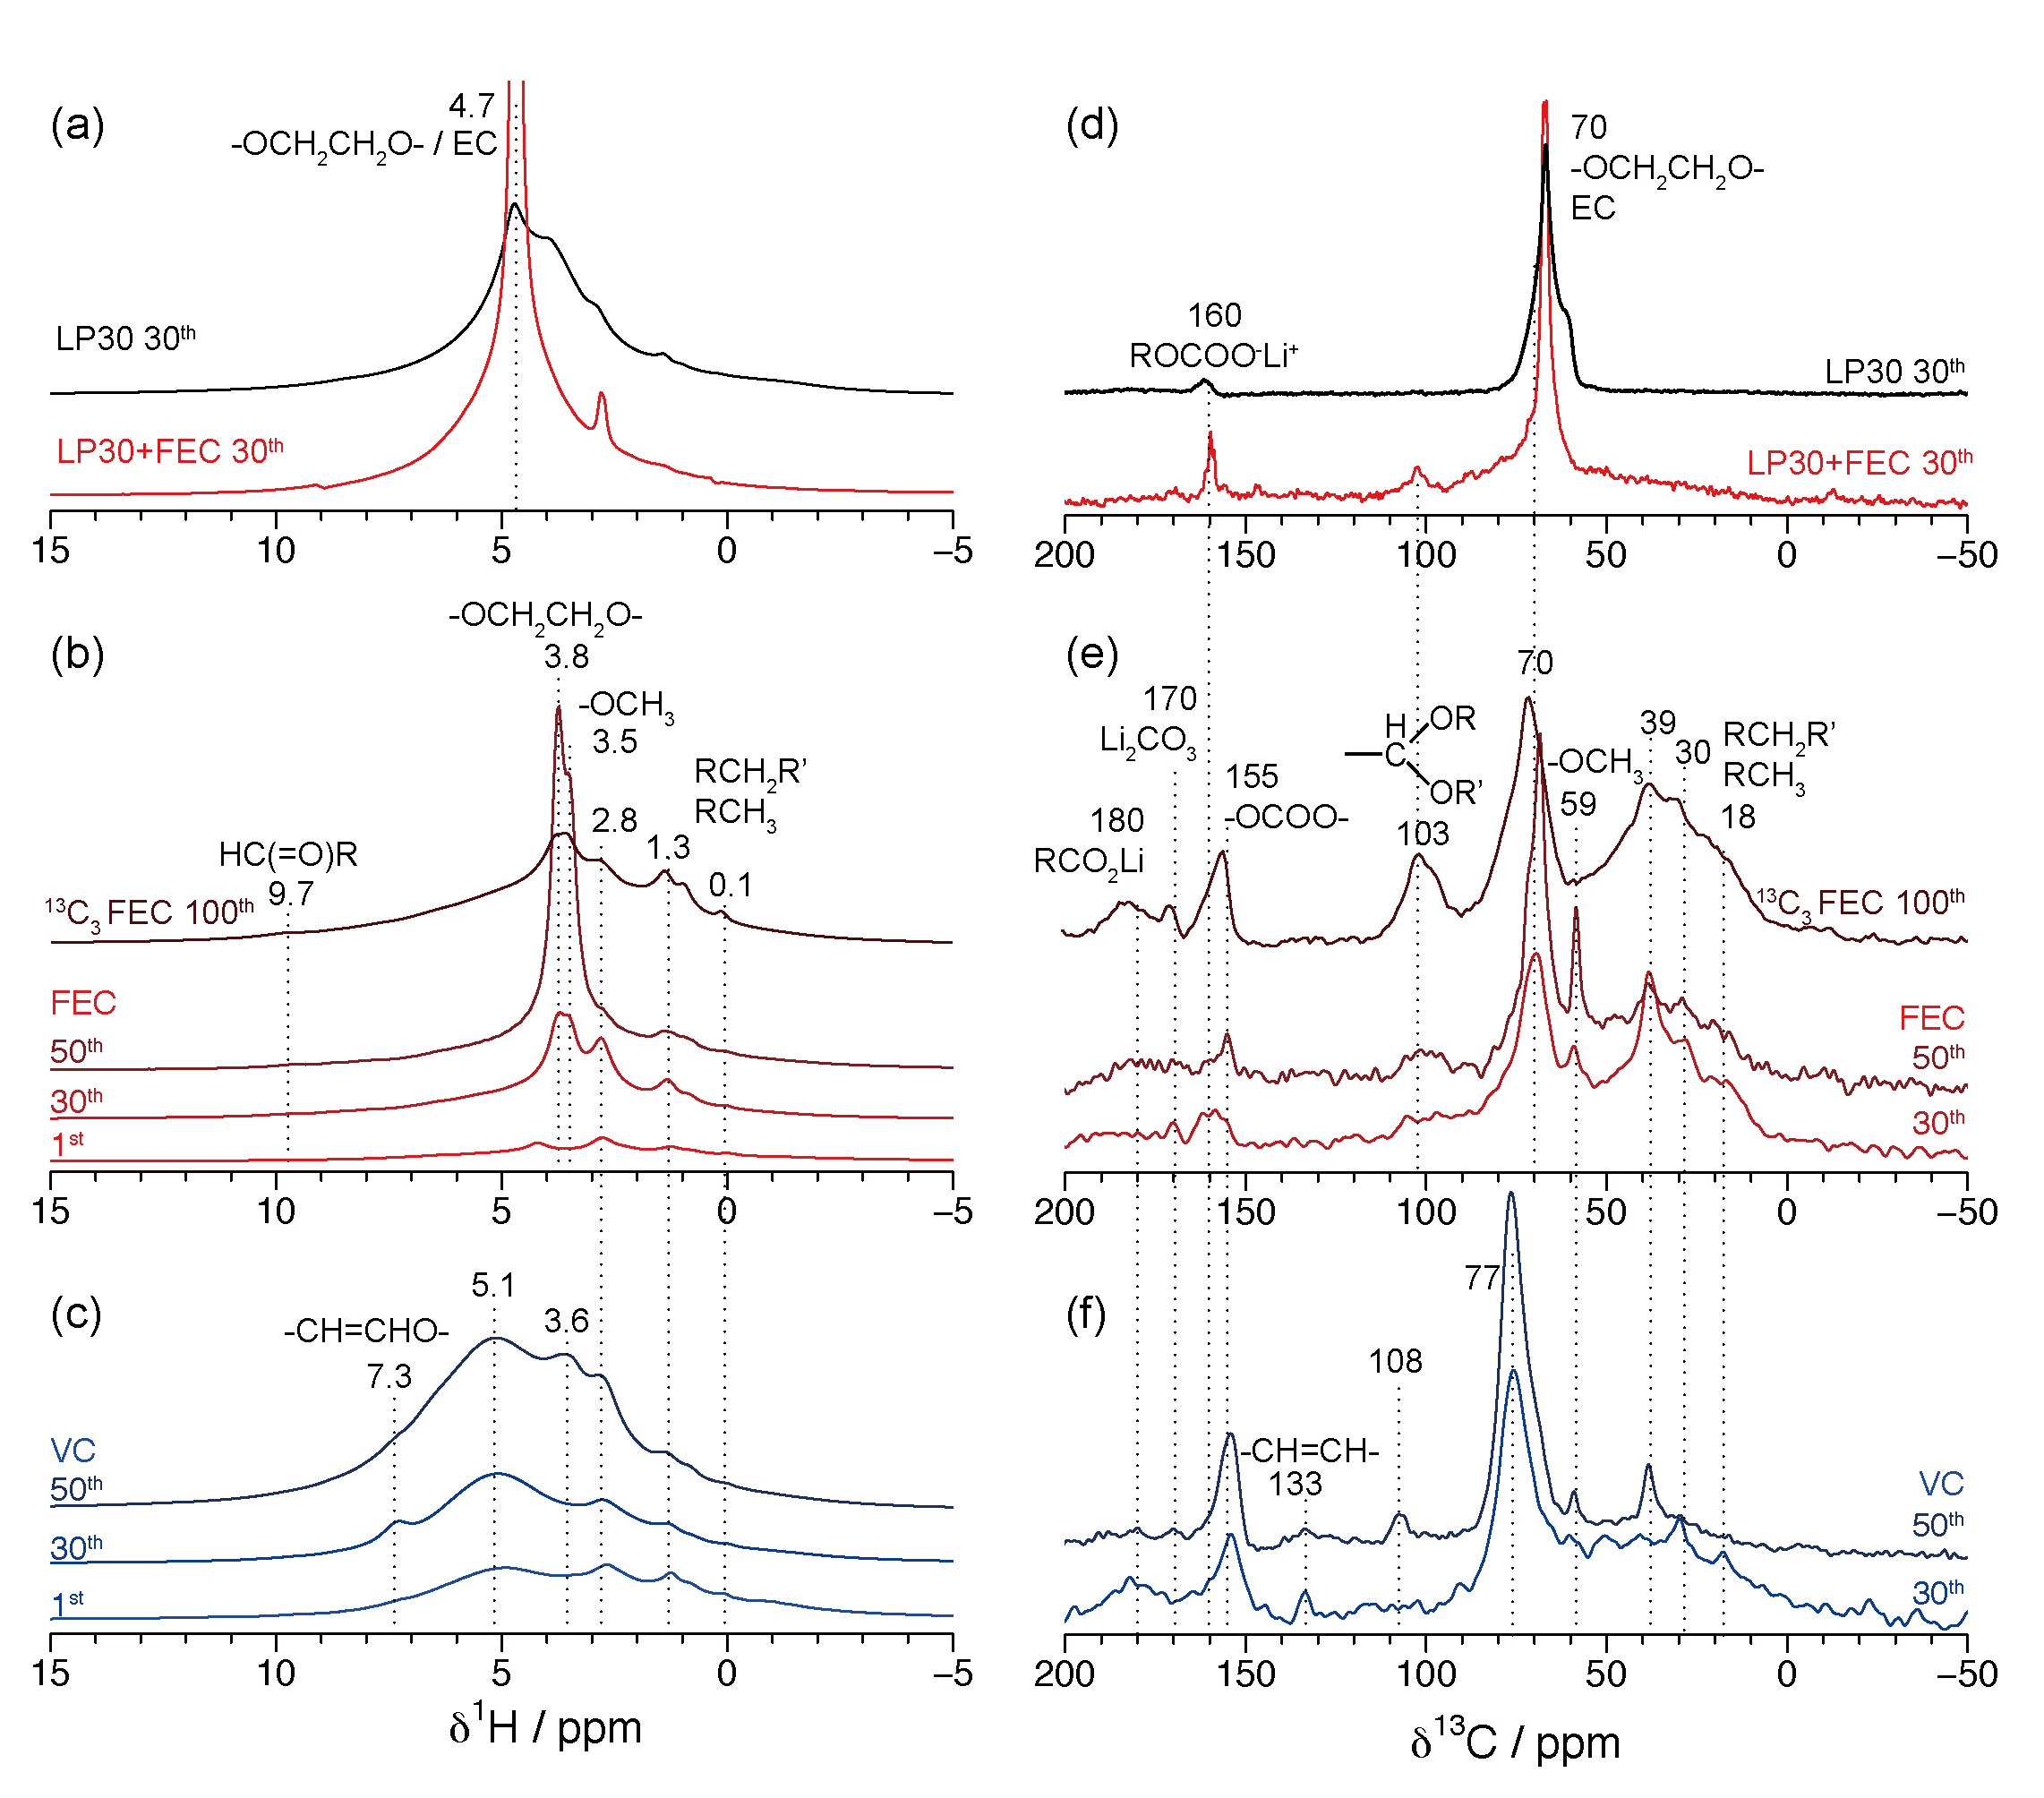 (a)
4.7
-OCH₂CH₂O- / EC
LP30 30ᵗʰ
LP30+FEC 30ᵗʰ
15 10 5 0 –5
(b)
-OCH₂CH₂O-
3.8
-OCH₃
3.5
2.8
RCH₂R’
RCH₃
1.3
0.1
HC(=O)R
9.7
¹³C₃ FEC 100ᵗʰ
FEC
50ᵗʰ
30ᵗʰ
1ˢᵗ
15 10 5 0 –5
(c)
5.1
3.6
-CH=CHO-
7.3
VC
50ᵗʰ
30ᵗʰ
1ˢᵗ
15 10 5 0 –5
δ¹H / ppm
(d)
70
-OCH₂CH₂O-
EC
160
ROCOO⁻Li⁺
LP30 30ᵗʰ
LP30+FEC 30ᵗʰ
200 150 100 50 0 –50
(e)
70
170
Li₂CO₃
180
RCO₂Li
155
-OCOO-
H
OR
C
OR’
103
-OCH₃
59
39
30
RCH₂R’
RCH₃
18
¹³C₃ FEC 100ᵗʰ
FEC
50ᵗʰ
30ᵗʰ
200 150 100 50 0 –50
(f)
77
108
-CH=CH-
133
VC
50ᵗʰ
30ᵗʰ
200 150 100 50 0 –50
δ¹³C / ppm